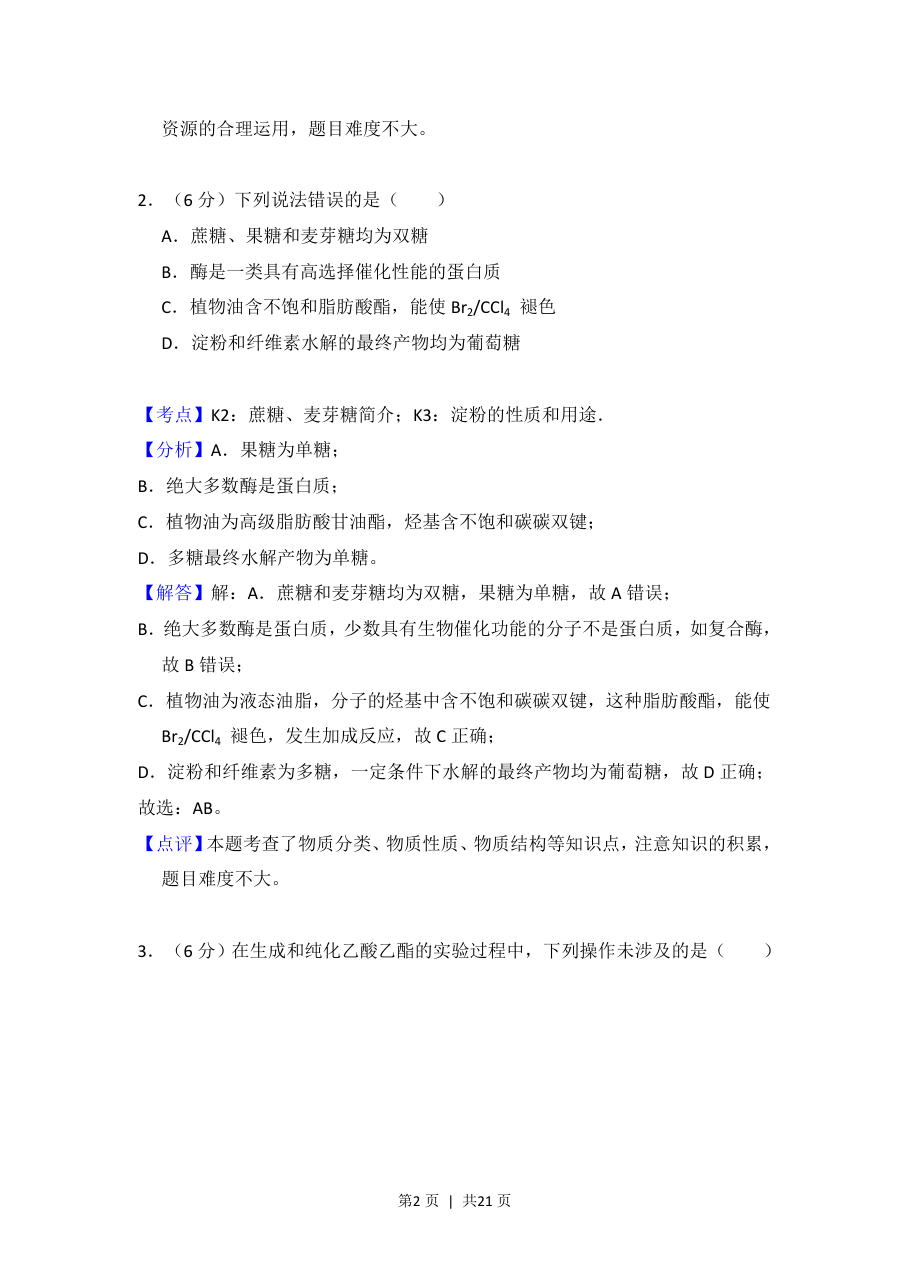 资源的合理运用，题目难度不大。
2．（6 分）下列说法错误的是（　　）
A．蔗糖、果糖和麦芽糖均为双糖
B．酶是一类具有高选择催化性能的蛋白质
C．植物油含不饱和脂肪酸酯，能使 Br₂/CCl₄ 褪色
D．淀粉和纤维素水解的最终产物均为葡萄糖
【考点】K2：蔗糖、麦芽糖简介；K3：淀粉的性质和用途．
【分析】A．果糖为单糖；
B．绝大多数酶是蛋白质；
C．植物油为高级脂肪酸甘油酯，烃基含不饱和碳碳双键；
D．多糖最终水解产物为单糖。
【解答】解：A．蔗糖和麦芽糖均为双糖，果糖为单糖，故 A 错误；
B．绝大多数酶是蛋白质，少数具有生物催化功能的分子不是蛋白质，如复合酶，
故 B 错误；
C．植物油为液态油脂，分子的烃基中含不饱和碳碳双键，这种脂肪酸酯，能使
Br₂/CCl₄ 褪色，发生加成反应，故 C 正确；
D．淀粉和纤维素为多糖，一定条件下水解的最终产物均为葡萄糖，故 D 正确；
故选：AB。
【点评】本题考查了物质分类、物质性质、物质结构等知识点，注意知识的积累，
题目难度不大。
3．（6 分）在生成和纯化乙酸乙酯的实验过程中，下列操作未涉及的是（　　）
第2 页 | 共21 页